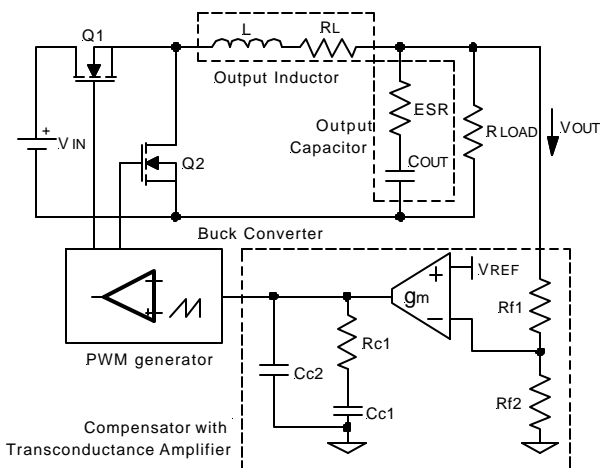 Q1
L
RL
Output Inductor
+
VIN
Q2
Output
Capacitor
ESR
COUT
RLOAD
VOUT
Buck Converter
+
−
PWM generator
gm
+
−
VREF
Rf1
Rf2
Rc1
Cc2
Cc1
Compensator with
Transconductance Amplifier